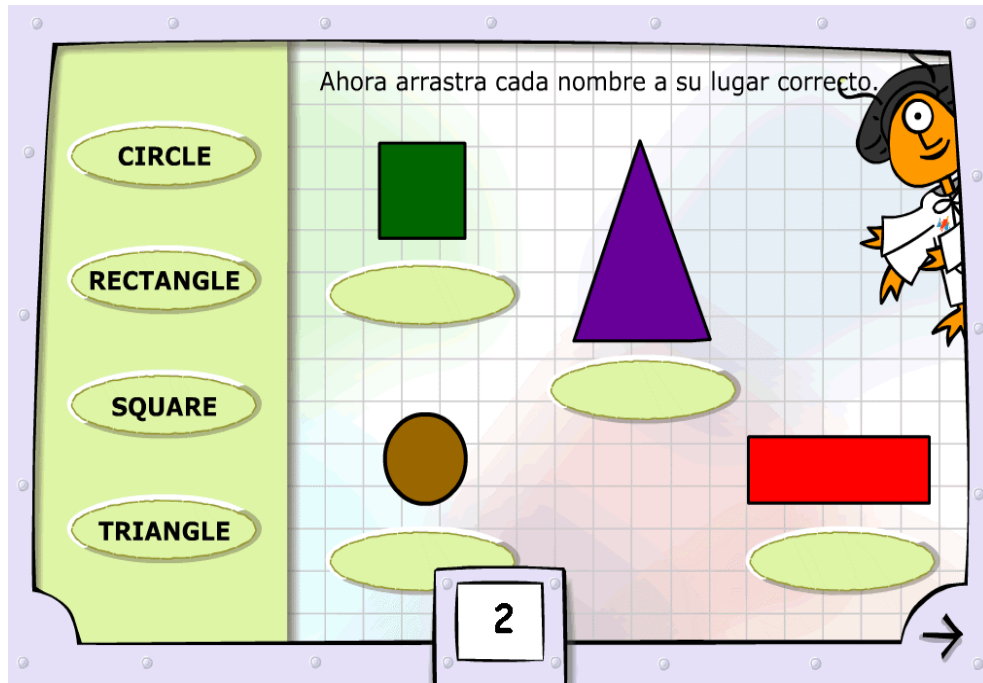 Ahora arrastra cada nombre a su lugar correcto.
CIRCLE
RECTANGLE
SQUARE
TRIANGLE
2